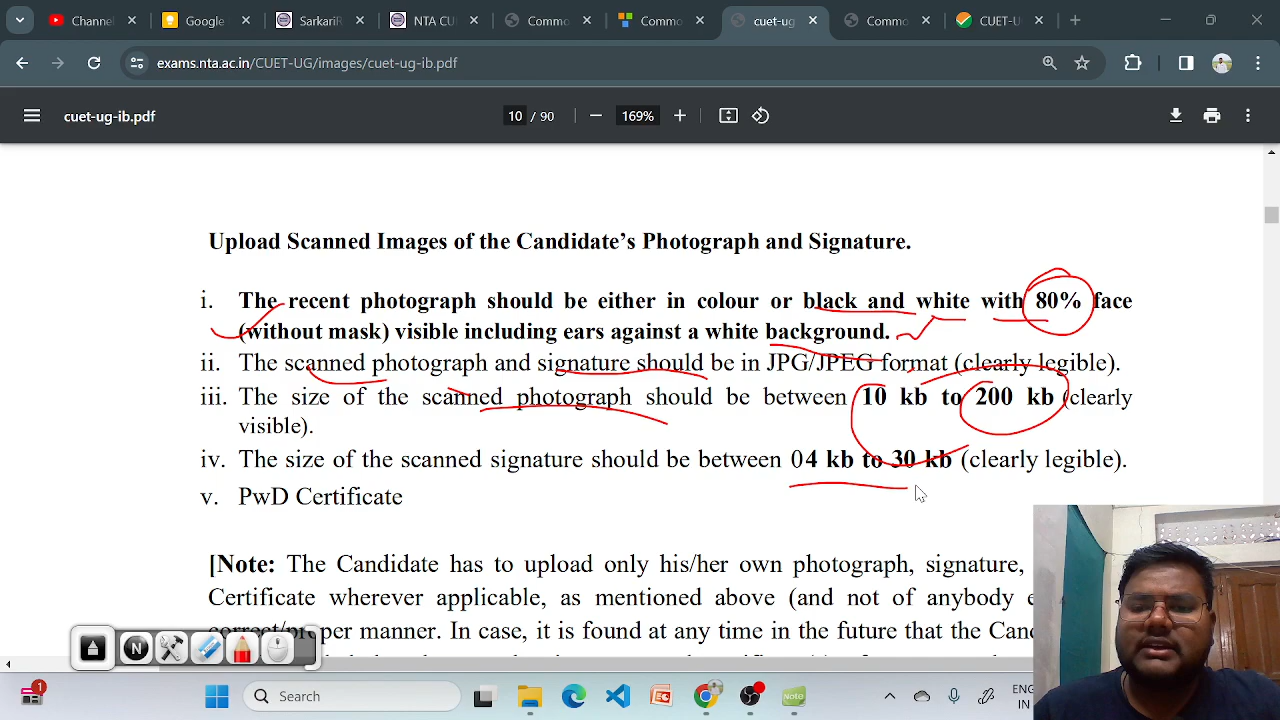 Channel
Google
SarkariR
NTA CU
Commo
Commo
cuet-ug
Commo
CUET-U
exams.nta.ac.in/CUET-UG/images/cuet-ug-ib.pdf
cuet-ug-ib.pdf
10 / 90
169%
Upload Scanned Images of the Candidate's Photograph and Signature.
i. The recent photograph should be either in colour or black and white with 80% face
(without mask) visible including ears against a white background.
ii. The scanned photograph and signature should be in JPG/JPEG format (clearly legible).
iii. The size of the scanned photograph should be between 10 kb to 200 kb (clearly
visible).
iv. The size of the scanned signature should be between 04 kb to 30 kb (clearly legible).
v. PwD Certificate
[Note: The Candidate has to upload only his/her own photograph, signature,
Certificate wherever applicable, as mentioned above (and not of anybody e
correct/proper manner. In case, it is found at any time in the future that the Can
N
1
Search
Note
ENG
IN